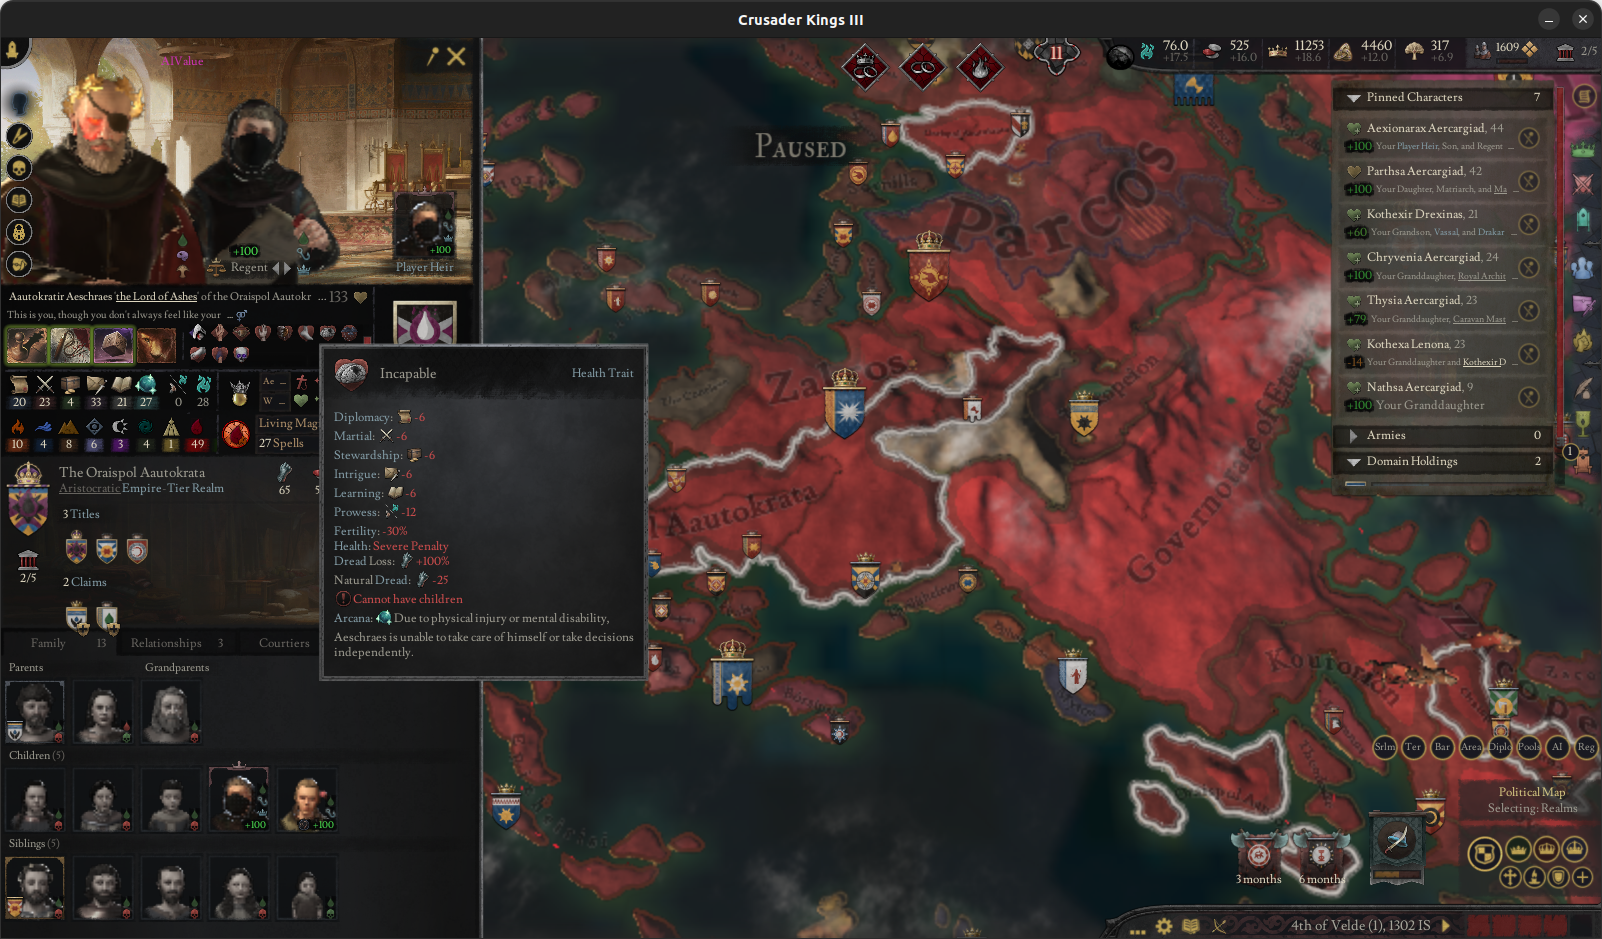 Crusader Kings III
AIValue
PAUSED
11
76.0
+17.5
525
+16.0
11253
+18.6
4460
+12.0
317
+6.9
1609
2/5
+100
Regent
+100
Player Heir
Aautokratir Aeschraes 'the Lord of Ashes' of the Oraispol Aautokr ... 133
This is you, though you don't always feel like your ...
20 23 4 33 21 27 0 28
Ae ...
W ...
10 4 8 6 3 4 1 49
Living Mag
27 Spells
The Oraispol Aautokrata
Aristocratic Empire-Tier Realm
65
5
3 Titles
2/5
2 Claims
Family 13
Relationships 3
Courtiers
Parents
Grandparents
Children (5)
+100
+100
Siblings (5)
Incapable
Health Trait
Diplomacy: -6
Martial: -6
Stewardship: -6
Intrigue: -6
Learning: -6
Prowess: -12
Fertility: -30%
Health: Severe Penalty
Dread Loss: +100%
Natural Dread: -25
Cannot have children
Arcana: Due to physical injury or mental disability,
Aeschraes is unable to take care of himself or take decisions
independently.
Parcos
Aautokrata
Governorate of
Pinned Characters 7
Aexionarax Aercargiad, 44
+100 Your Player Heir, Son, and Regent ...
Parthsa Aercargiad, 42
+100 Your Daughter, Matriarch, and Ma ...
Kothexir Drexinas, 21
+60 Your Grandson, Vassal, and Drakar
Chryvenia Aercargiad, 24
+100 Your Granddaughter, Royal Archit
Thysia Aercargiad, 23
+79 Your Granddaughter, Caravan Mast
Kothexa Lenona, 23
-14 Your Granddaughter and Kothexir D
Nathsa Aercargiad, 9
+100 Your Granddaughter
Armies 0
Domain Holdings 2
1
Srlm Ter Bar Area Diplo Pools AI Reg
Political Map
Selecting: Realms
3 months
6 months
4th of Velde (1), 1302 IS